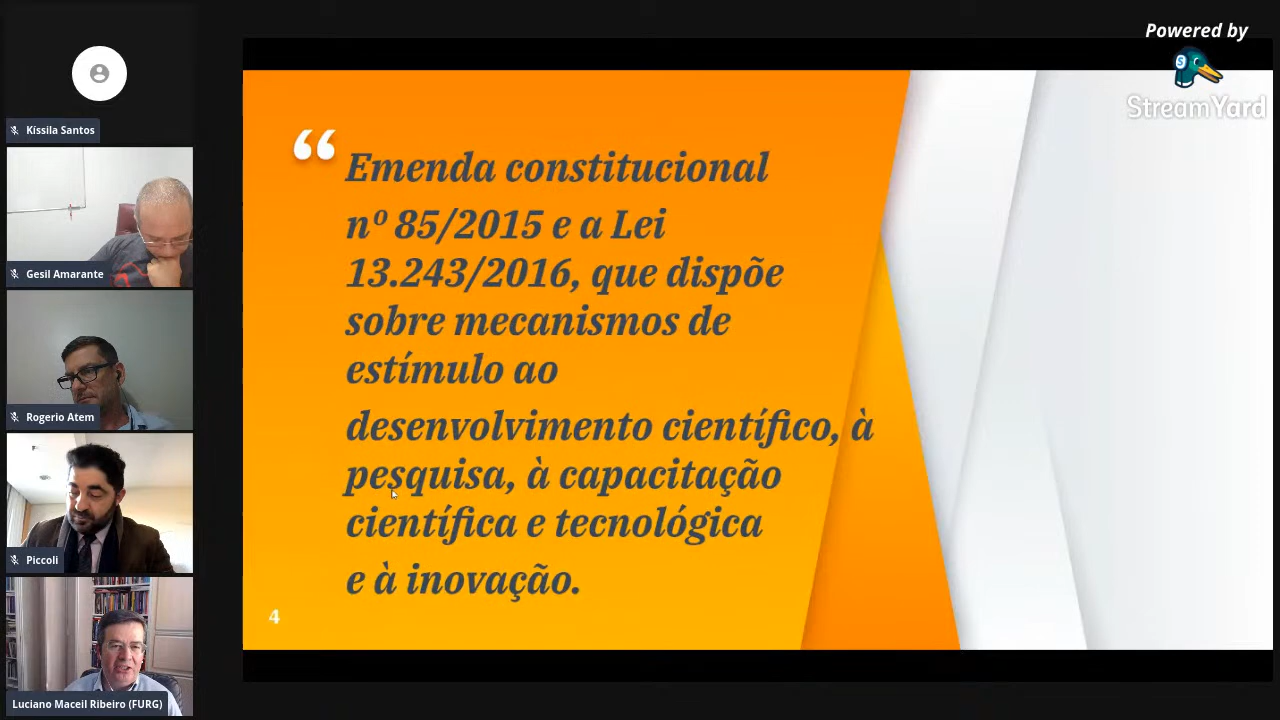 Powered by
StreamYard
Kíssila Santos
Gesil Amarante
Rogerio Atem
Piccoli
Luciano Maceil Ribeiro (FURG)
“ Emenda constitucional
nº 85/2015 e a Lei
13.243/2016, que dispõe
sobre mecanismos de
estímulo ao
desenvolvimento científico, à
pesquisa, à capacitação
científica e tecnológica
e à inovação.
4